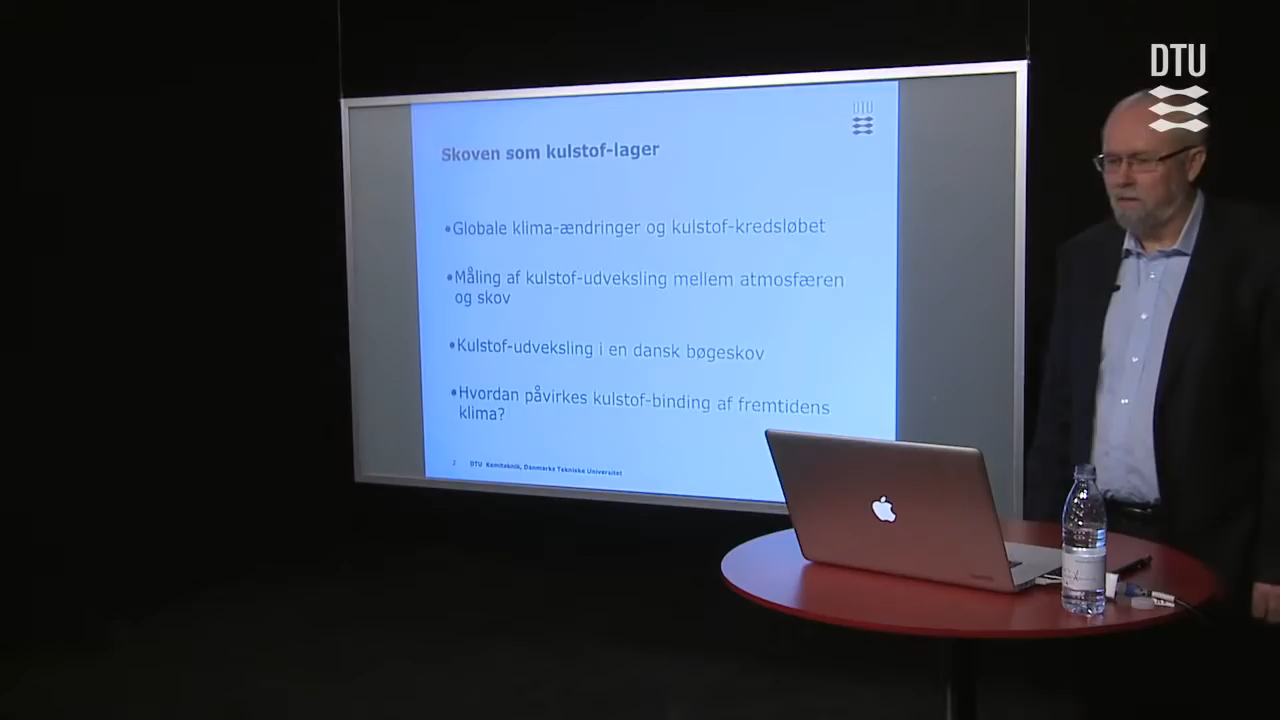 DTU
DTU
Skoven som kulstof-lager
•Globale klima-ændringer og kulstof-kredsløbet
•Måling af kulstof-udveksling mellem atmosfæren
og skov
•Kulstof-udveksling i en dansk bøgeskov
•Hvordan påvirkes kulstof-binding af fremtidens
klima?
2 DTU Kemiteknik, Danmarks Tekniske Universitet